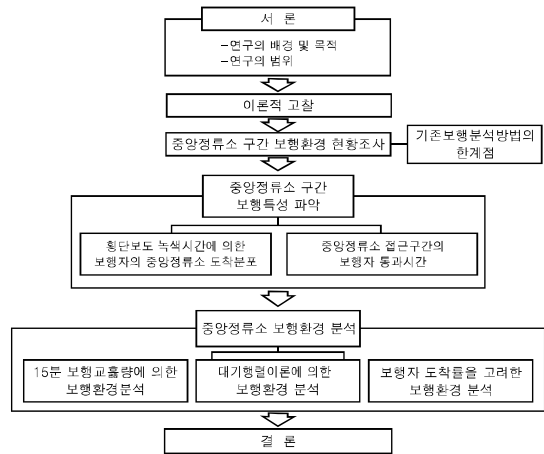 서 론
-연구의 배경 및 목적
-연구의 범위
이론적 고찰
중앙정류소 구간 보행환경 현황조사
기존보행분석방법의
한계점
중앙정류소 구간
보행특성 파악
횡단보도 녹색시간에 의한
보행자의 중앙정류소 도착분포
중앙정류소 접근구간의
보행자 통과시간
중앙정류소 보행환경 분석
15분 보행교통량에 의한
보행환경분석
대기행렬이론에 의한
보행환경 분석
보행자 도착률을 고려한
보행환경 분석
결 론